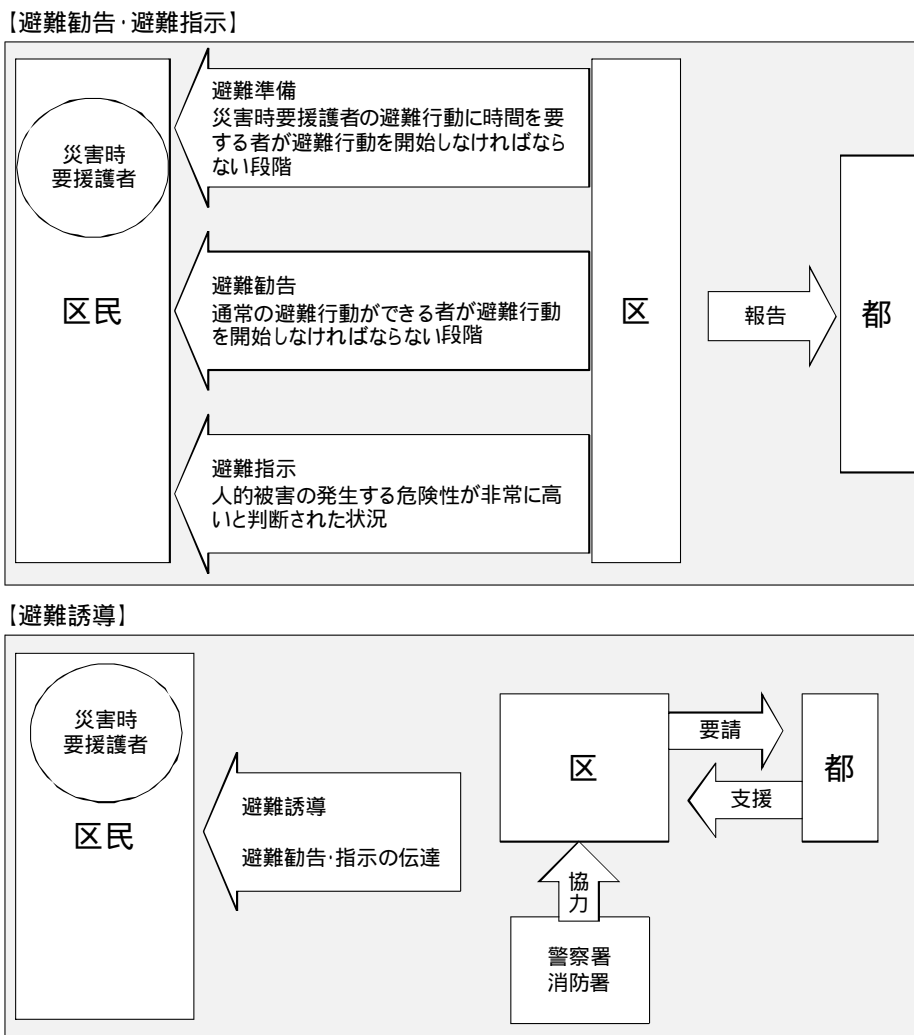 【避難勧告・避難指示】
災害時
要援護者
区民
避難準備
災害時要援護者の避難行動に時間を要
する者が避難行動を開始しなければなら
ない段階
避難勧告
通常の避難行動ができる者が避難行動
を開始しなければならない段階
避難指示
人的被害の発生する危険性が非常に高
いと判断された状況
区
報告
都
【避難誘導】
災害時
要援護者
区民
避難誘導
避難勧告・指示の伝達
区
要請
支援
都
協
力
警察署
消防署